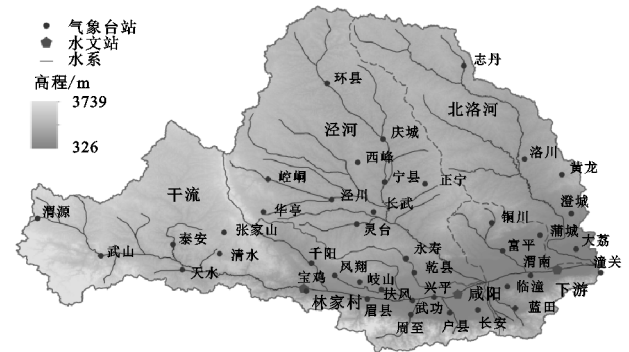 气象台站
水文站
水系
高程/m
3739
326
志丹
环县
北洛河
泾河
庆城
西峰
洛川
黄龙
崆峒
宁县
正宁
干流
泾川
长武
澄城
渭源
华亭
铜川
蒲城
泰安
张家山
灵台
大荔
武山
清水
千阳
永寿
富平
渭南
潼关
天水
宝鸡
凤翔
乾县
岐山
兴平
咸阳
临潼
下游
林家村
扶风
眉县
武功
蓝田
周至
户县
长安